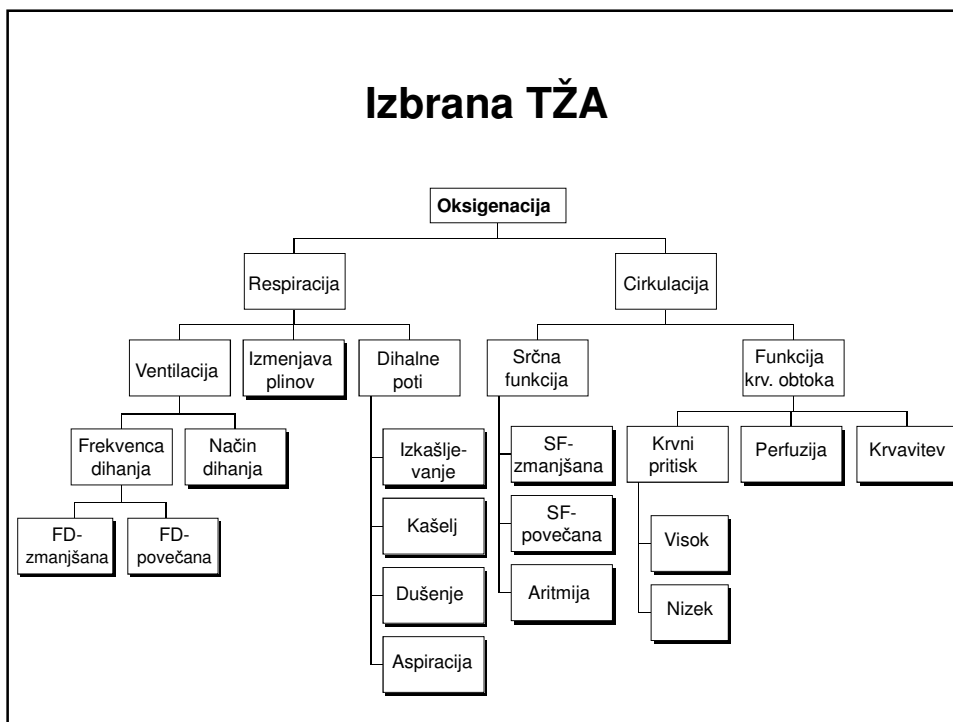 Izbrana TŽA
Oksigenacija
Respiracija
Cirkulacija
Ventilacija
Izmenjava
plinov
Dihalne
poti
Srčna
funkcija
Funkcija
krv. obtoka
Frekvenca
dihanja
Način
dihanja
Izkašlje-
vanje
SF-
zmanjšana
Krvni
pritisk
Perfuzija
Krvavitev
FD-
zmanjšana
FD-
povečana
Kašelj
SF-
povečana
Visok
Dušenje
Aritmija
Nizek
Aspiracija